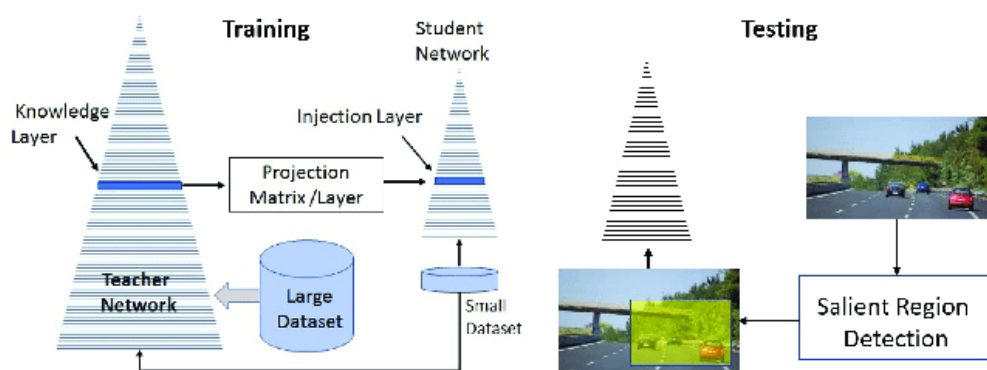 Training
Student
Network
Knowledge
Layer
Injection Layer
Projection
Matrix /Layer
Teacher
Network
Large
Dataset
Small
Dataset
Testing
Salient Region
Detection